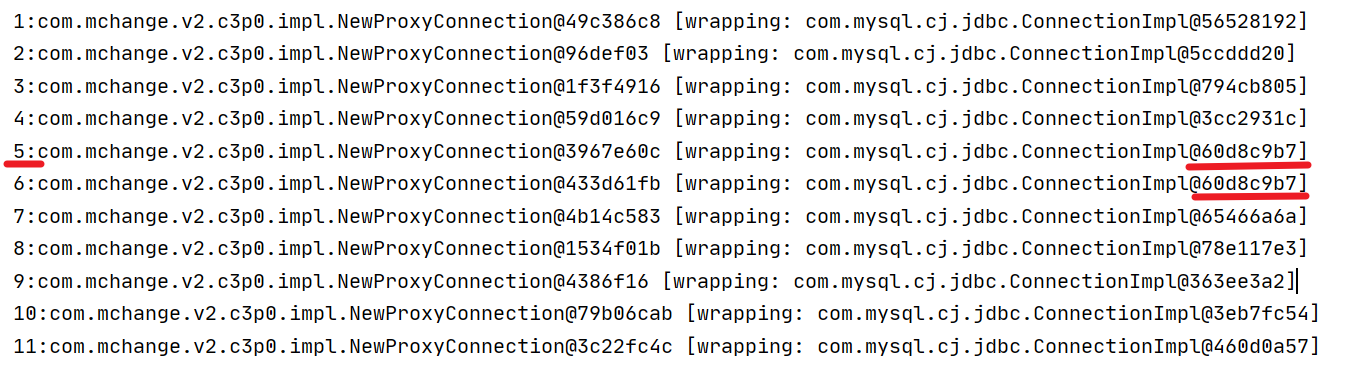 1:com.mchange.v2.c3p0.impl.NewProxyConnection@49c386c8 [wrapping: com.mysql.cj.jdbc.ConnectionImpl@56528192]
2:com.mchange.v2.c3p0.impl.NewProxyConnection@96def03 [wrapping: com.mysql.cj.jdbc.ConnectionImpl@5ccddd20]
3:com.mchange.v2.c3p0.impl.NewProxyConnection@1f3f4916 [wrapping: com.mysql.cj.jdbc.ConnectionImpl@794cb805]
4:com.mchange.v2.c3p0.impl.NewProxyConnection@59d016c9 [wrapping: com.mysql.cj.jdbc.ConnectionImpl@3cc2931c]
5:com.mchange.v2.c3p0.impl.NewProxyConnection@3967e60c [wrapping: com.mysql.cj.jdbc.ConnectionImpl@60d8c9b7]
6:com.mchange.v2.c3p0.impl.NewProxyConnection@433d61fb [wrapping: com.mysql.cj.jdbc.ConnectionImpl@60d8c9b7]
7:com.mchange.v2.c3p0.impl.NewProxyConnection@4b14c583 [wrapping: com.mysql.cj.jdbc.ConnectionImpl@65466a6a]
8:com.mchange.v2.c3p0.impl.NewProxyConnection@1534f01b [wrapping: com.mysql.cj.jdbc.ConnectionImpl@78e117e3]
9:com.mchange.v2.c3p0.impl.NewProxyConnection@4386f16 [wrapping: com.mysql.cj.jdbc.ConnectionImpl@363ee3a2]
10:com.mchange.v2.c3p0.impl.NewProxyConnection@79b06cab [wrapping: com.mysql.cj.jdbc.ConnectionImpl@3eb7fc54]
11:com.mchange.v2.c3p0.impl.NewProxyConnection@3c22fc4c [wrapping: com.mysql.cj.jdbc.ConnectionImpl@460d0a57]